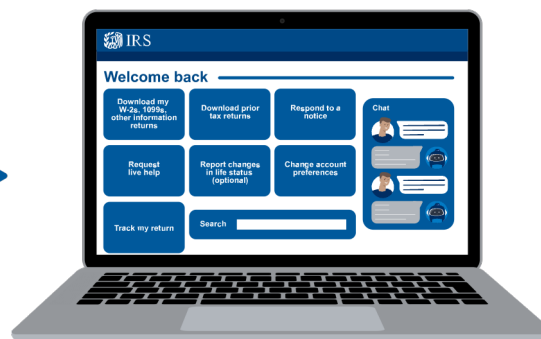 IRS
Welcome back
Download my
W-2s, 1099s,
other information
returns
Download prior
tax returns
Respond to a
notice
Chat
Request
live help
Report changes
in life status
(optional)
Change account
preferences
Track my return
Search